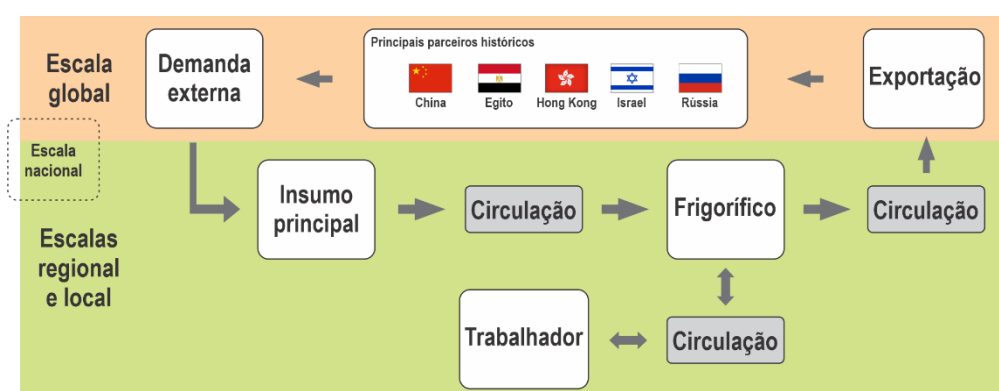 Escala
global
Demanda
externa
Principais parceiros históricos
China
Egito
Hong Kong
Israel
Rússia
Exportação
Escala
nacional
Insumo
principal
Circulação
Frigorífico
Circulação
Escalas
regional
e local
Trabalhador
Circulação